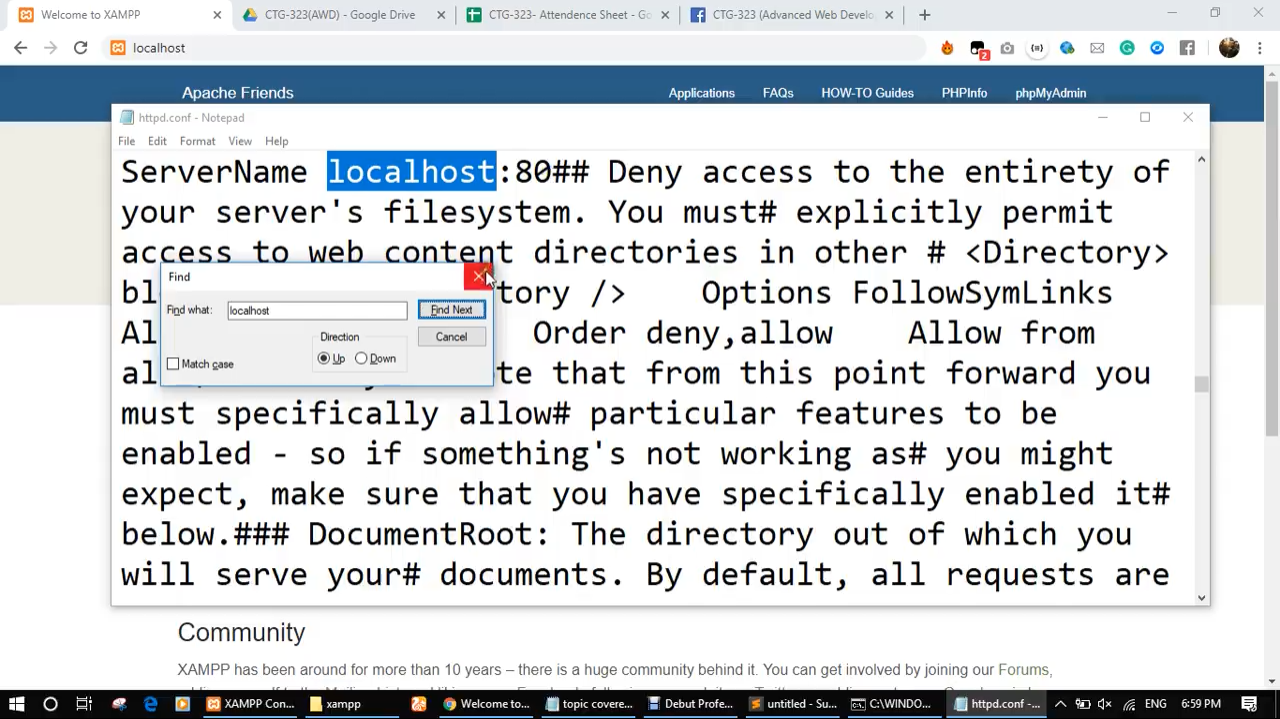 Welcome to XAMPP
CTG-323(AWD) - Google Drive
CTG-323- Attendence Sheet - Go
CTG-323 (Advanced Web Develo
localhost
2
Apache Friends
Applications
FAQs
HOW-TO Guides
PHPInfo
phpMyAdmin
httpd.conf - Notepad
File Edit Format View Help
ServerName localhost:80## Deny access to the entirety of
your server's filesystem. You must# explicitly permit
access to web content directories in other # <Directory>
bl tory /> Options FollowSymLinks
Al Order deny,allow Allow from
al te that from this point forward you
must specifically allow# particular features to be
enabled - so if something's not working as# you might
expect, make sure that you have specifically enabled it#
below.### DocumentRoot: The directory out of which you
will serve your# documents. By default, all requests are
Find
Find what:
localhost
Find Next
Direction
Cancel
Up
Down
Match case
Community
XAMPP has been around for more than 10 years – there is a huge community behind it. You can get involved by joining our Forums,
XAMPP Con...
xampp
Welcome to...
topic covere...
Debut Profe...
untitled - Su...
C:\WINDO...
httpd.conf -...
6:59 PM